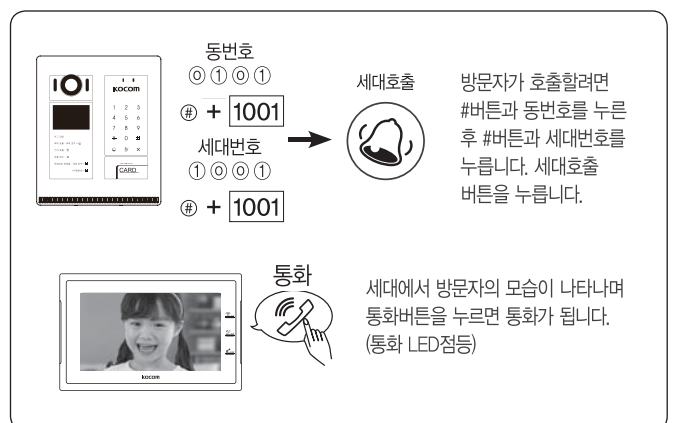 동번호
⓪①⓪①
# + 1001
세대번호
①⓪⓪①
# + 1001
KOCOM
1 2 3
4 5 6
7 8 9
* 0 #
CARD
세대호출
방문자가 호출할려면
#버튼과 동번호를 누른
후 #버튼과 세대번호를
누릅니다. 세대호출
버튼을 누릅니다.
통화
kocom
세대에서 방문자의 모습이 나타나며
통화버튼을 누르면 통화가 됩니다.
(통화 LED점등)